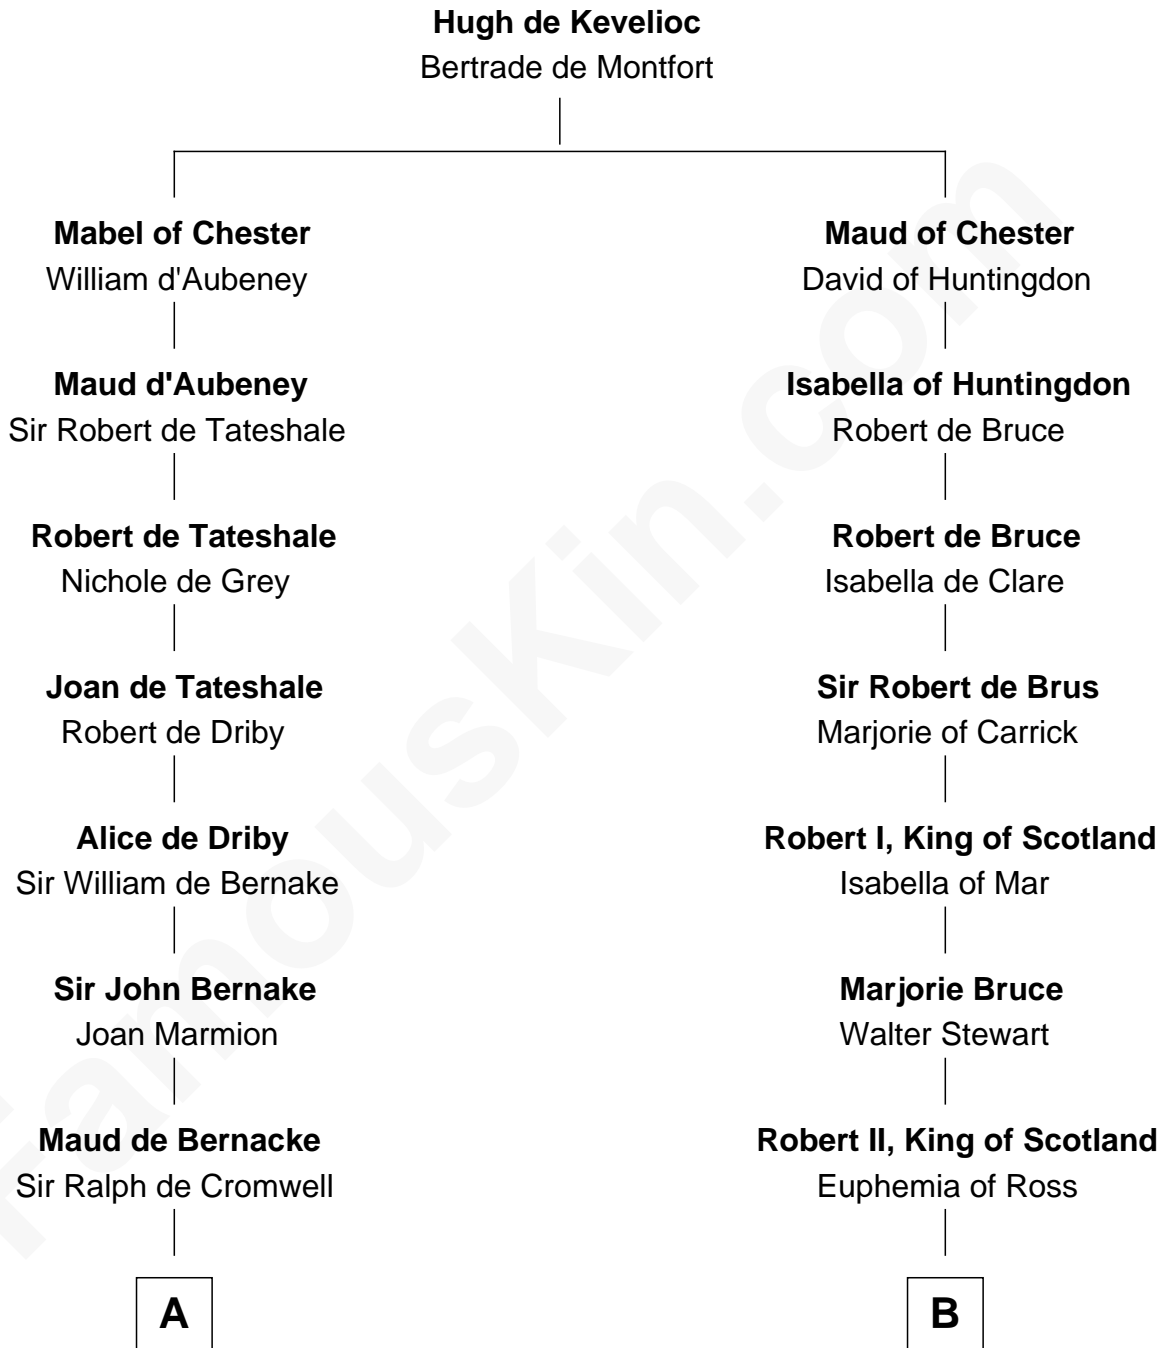 Hugh de Kevelioc
Bertrade de Montfort
Mabel of Chester
William d'Aubeney
Maud of Chester
David of Huntingdon
Maud d'Aubeney
Sir Robert de Tateshale
Isabella of Huntingdon
Robert de Bruce
Robert de Tateshale
Nichole de Grey
Robert de Bruce
Isabella de Clare
Joan de Tateshale
Robert de Driby
Sir Robert de Brus
Marjorie of Carrick
Alice de Driby
Sir William de Bernake
Robert I, King of Scotland
Isabella of Mar
Sir John Bernake
Joan Marmion
Marjorie Bruce
Walter Stewart
Maud de Bernacke
Sir Ralph de Cromwell
Robert II, King of Scotland
Euphemia of Ross
A
B
FamousKin.com